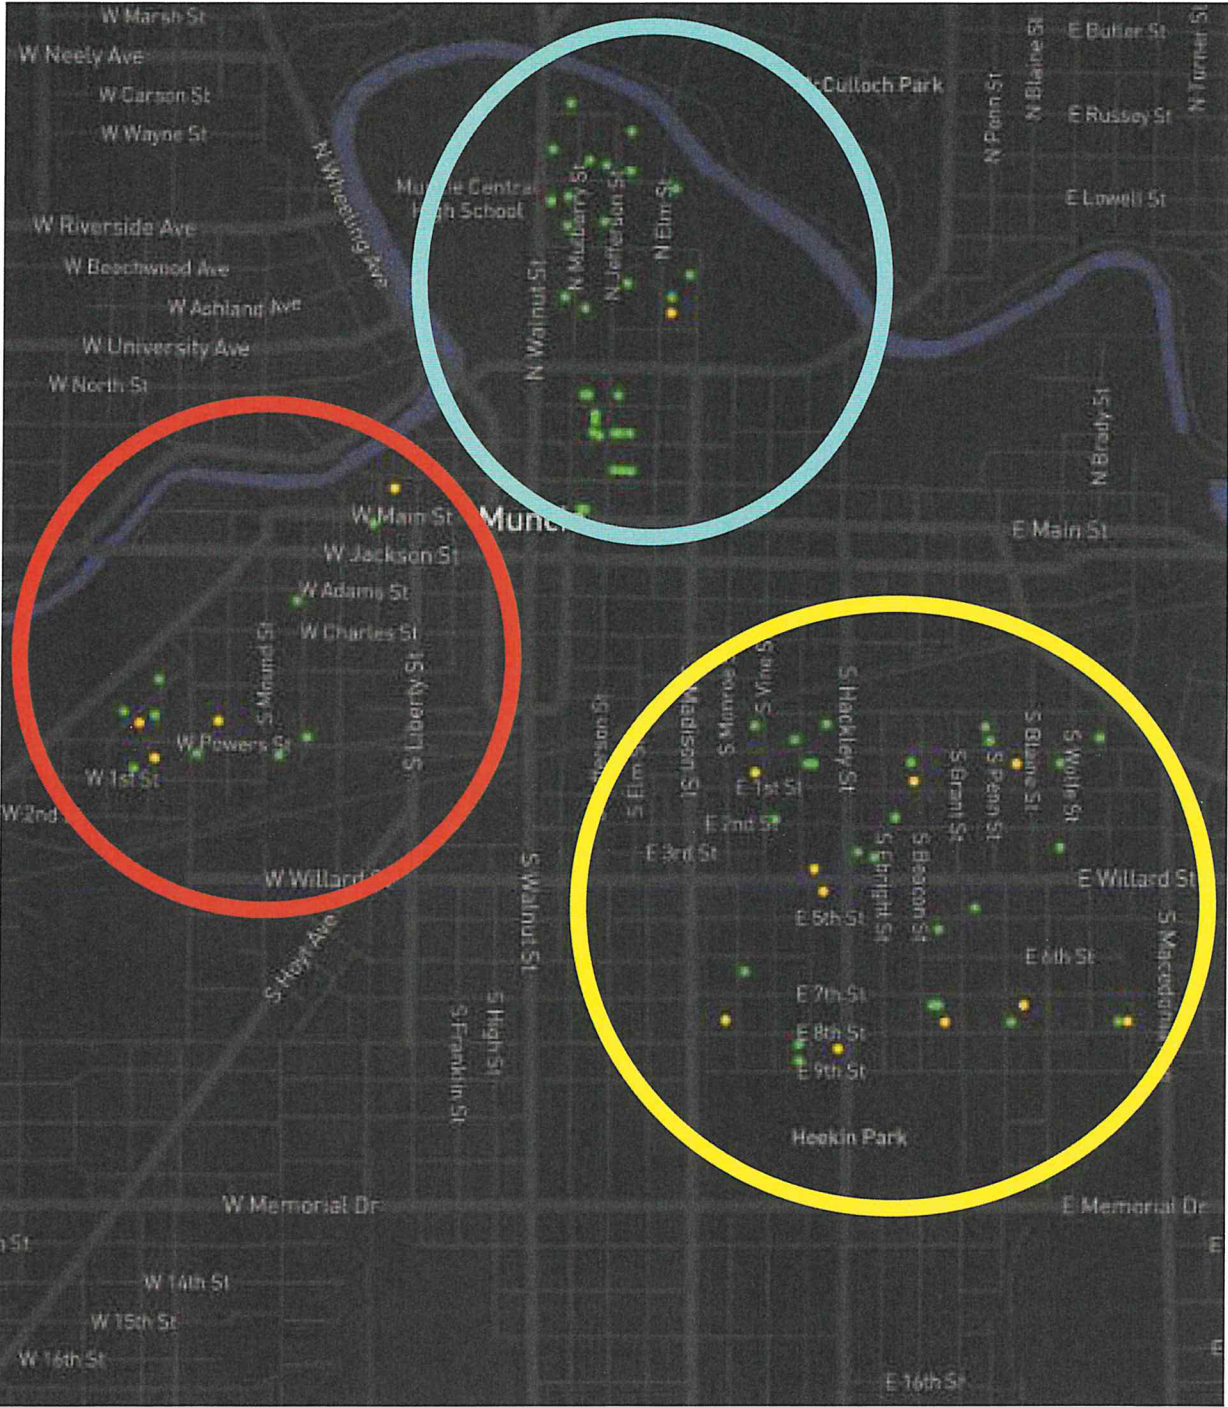 W Marsh St
E Butler St
N Blaine St
N Turner St
W Neely Ave
McCulloch Park
W Carson St
N Penn St
E Russey St
W Wayne St
N Wheeling Ave
Muncie Central
High School
N Mulberry St
N Jefferson St
N Elm St
E Lowell St
W Riverside Ave
W Beechwood Ave
W Ashland Ave
N Walnut St
W University Ave
W North St
N Brady St
W Main St
Muncie
E Main St
W Jackson St
W Adams St
W Charles St
S Mound St
S Liberty St
S Vine S
S Monroe
S Madison St
S Hackley St
S Elm S
W Powers St
W 1st St
E 1st St
S Grant St
S Penn St
S Blaine St
S Wolfe St
W 2nd
E 2nd St
E 3rd St
S Ebright St
S Beacon St
W Willard
E Willard St
S Walnut St
E 5th St
S Hoyt Ave
E 6th St
S Macedonia
E 7th St
S High St
S Franklin St
E 8th St
E 9th St
Heekin Park
W Memorial Dr
E Memorial Dr
W 14th St
W 15th St
W 16th St
E 16th St